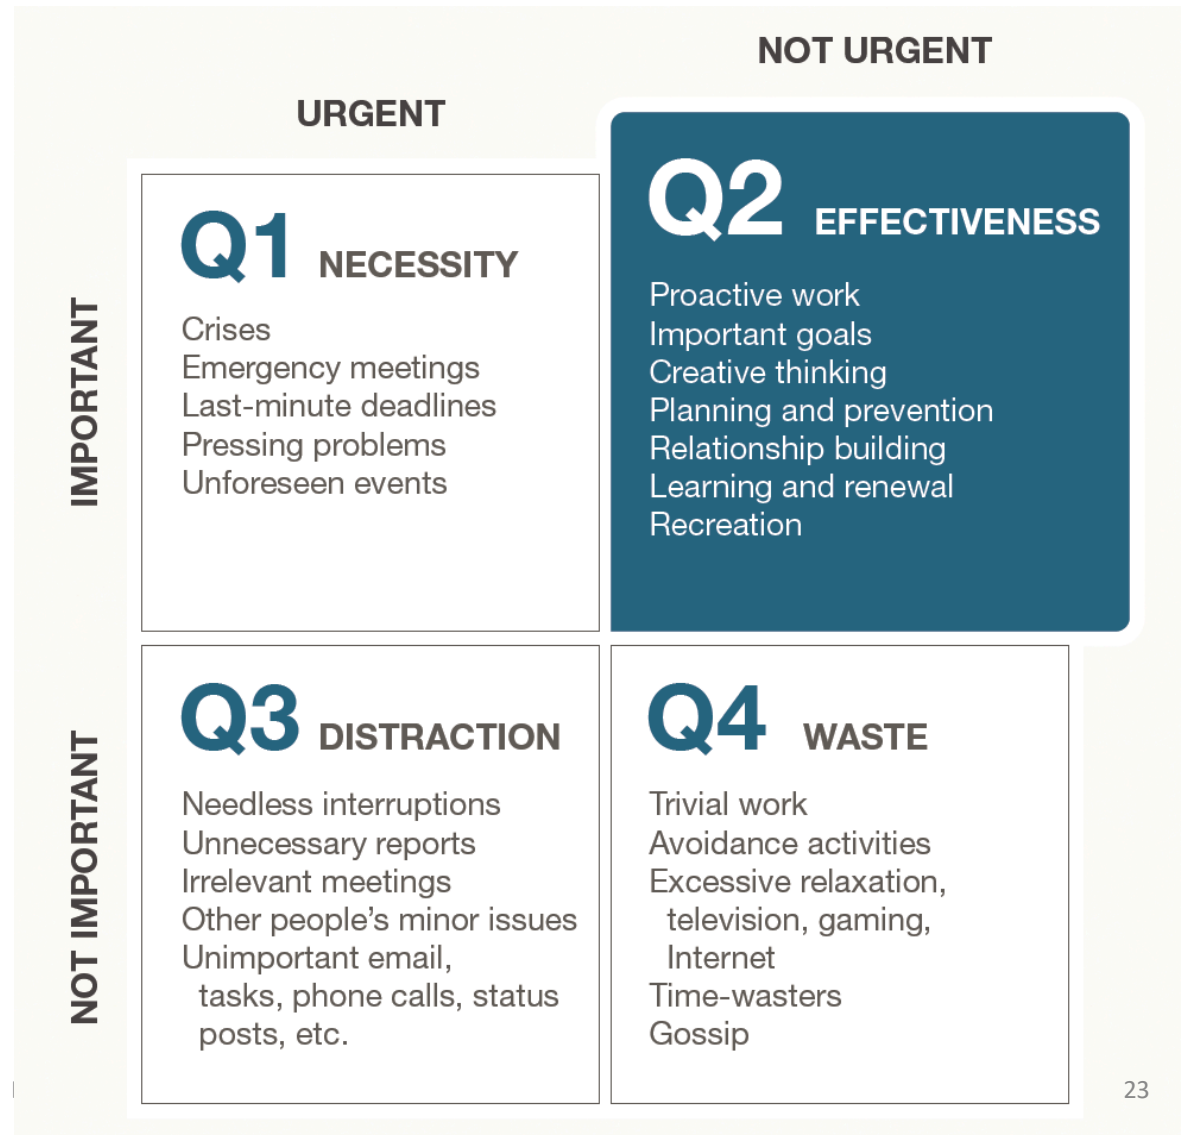 NOT URGENT
URGENT
IMPORTANT
Q1 NECESSITY
Crises
Emergency meetings
Last-minute deadlines
Pressing problems
Unforeseen events
Q2 EFFECTIVENESS
Proactive work
Important goals
Creative thinking
Planning and prevention
Relationship building
Learning and renewal
Recreation
NOT IMPORTANT
Q3 DISTRACTION
Needless interruptions
Unnecessary reports
Irrelevant meetings
Other people’s minor issues
Unimportant email,
tasks, phone calls, status
posts, etc.
Q4 WASTE
Trivial work
Avoidance activities
Excessive relaxation,
television, gaming,
Internet
Time-wasters
Gossip
23